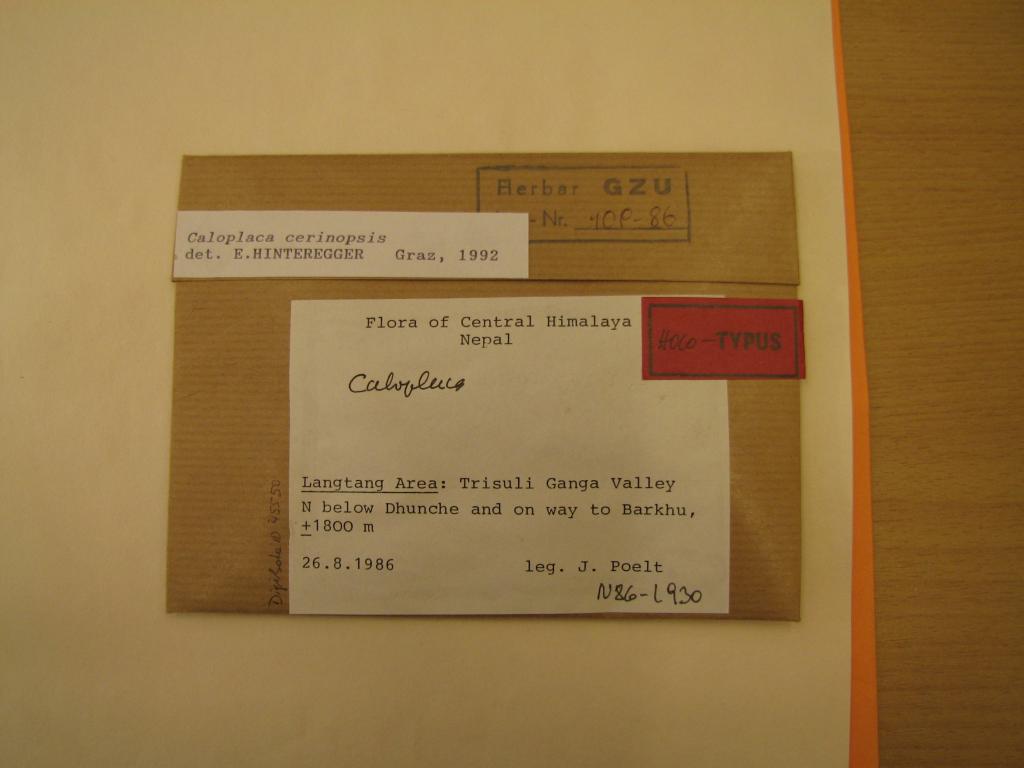 Herbar GZU
-Nr. 10P-86
Caloplaca cerinopsis
det. E.HINTEREGGER Graz, 1992
Flora of Central Himalaya
Nepal
HOLO-TYPUS
Caloplaca
Langtang Area: Trisuli Ganga Valley
N below Dhunche and on way to Barkhu,
±1800 m
26.8.1986 leg. J. Poelt
N86-L930
45550